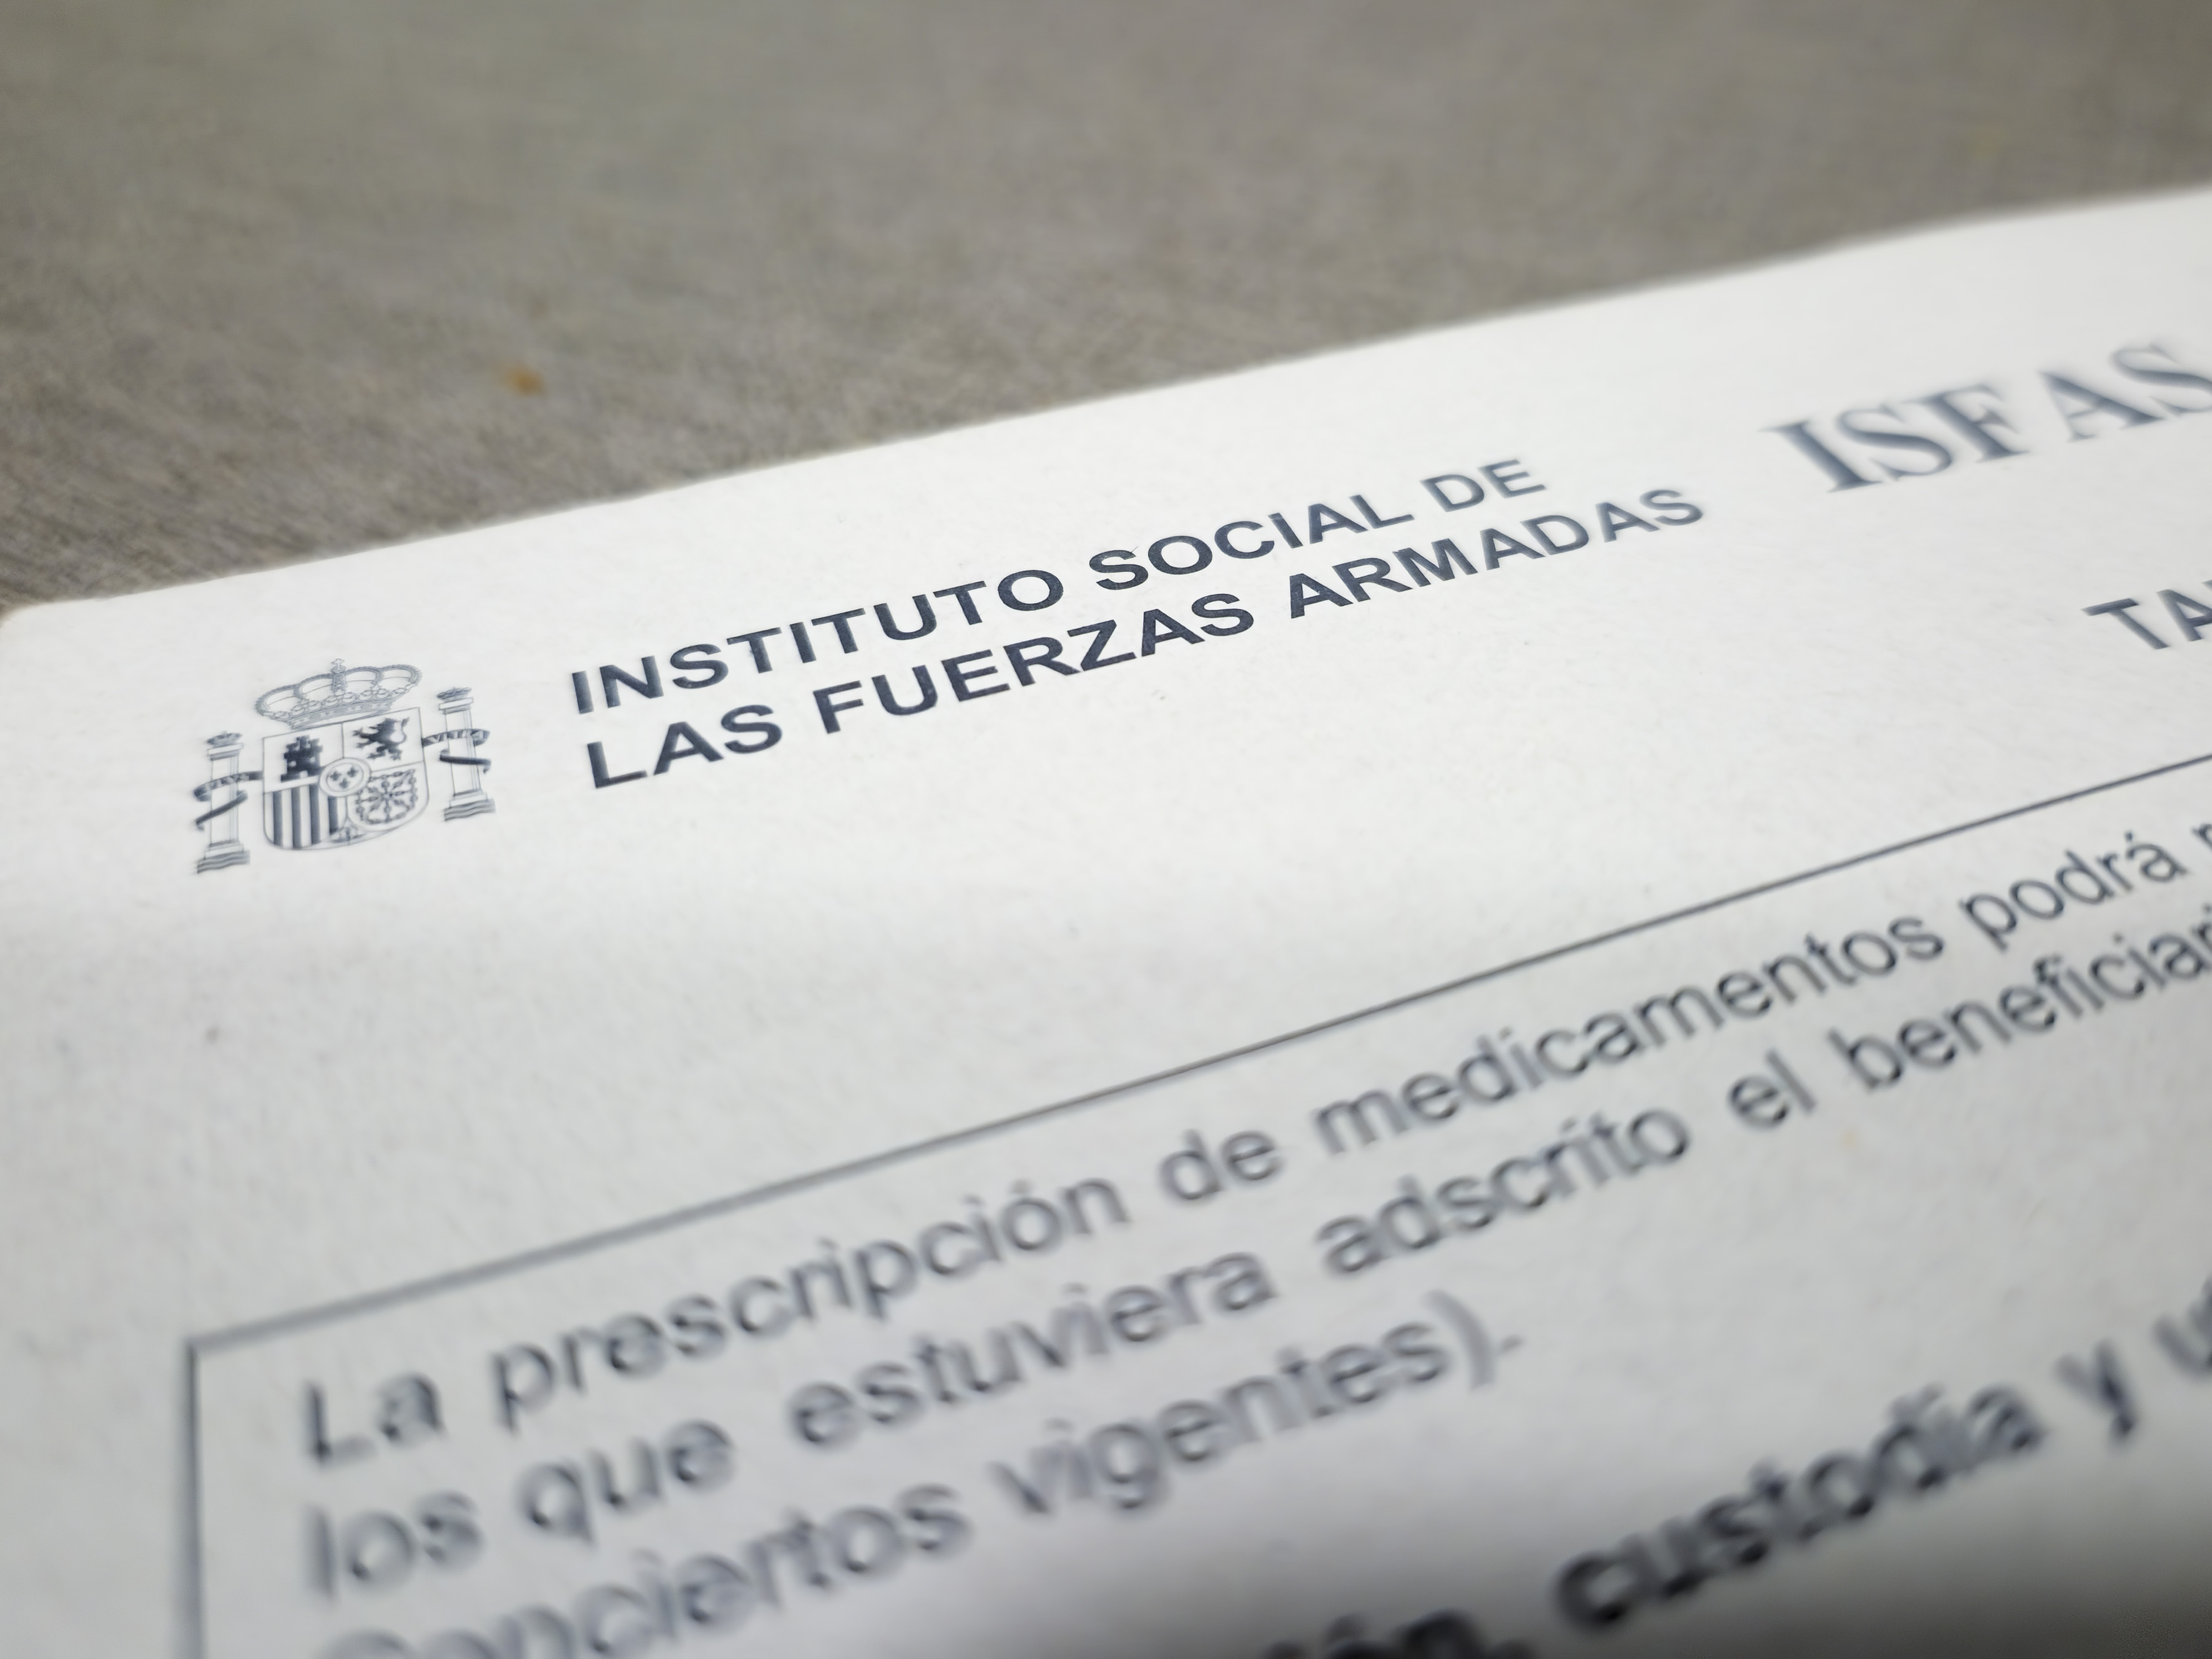 INSTITUTO SOCIAL DE
LAS FUERZAS ARMADAS
ISFAS
TA
La prescripción de medicamentos podrá
los que estuviera adscrito el beneficiari
Conciertos vigentes).
custodia y